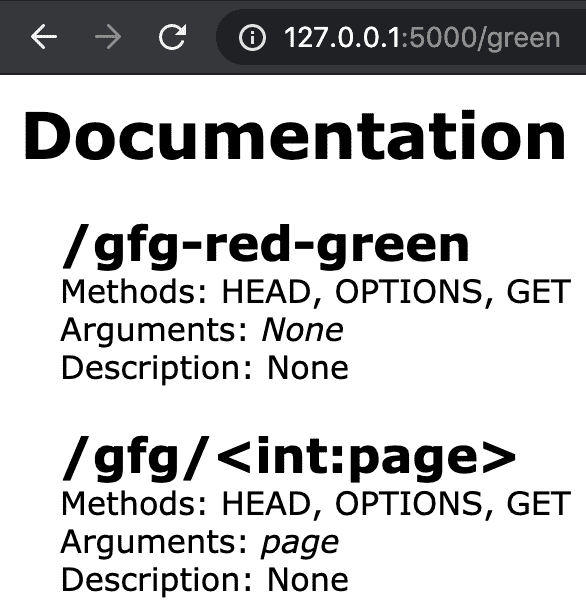 127.0.0.1:5000/green
Documentation
/gfg-red-green
Methods: HEAD, OPTIONS, GET
Arguments: None
Description: None
/gfg/<int:page>
Methods: HEAD, OPTIONS, GET
Arguments: page
Description: None